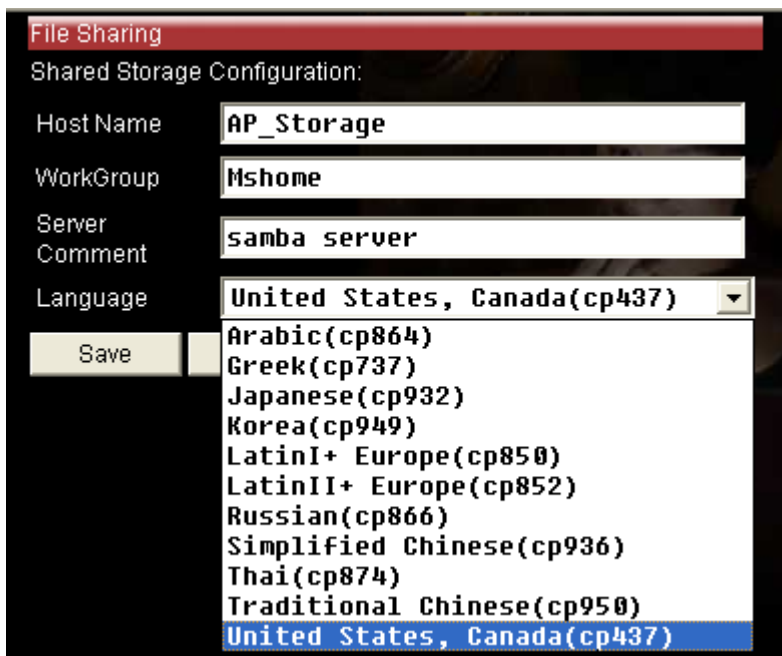 File Sharing
Shared Storage Configuration:
Host Name
AP_Storage
WorkGroup
Mshome
Server
Comment
samba server
Language
United States, Canada(cp437)
Save
Arabic(cp864)
Greek(cp737)
Japanese(cp932)
Korea(cp949)
LatinI+ Europe(cp850)
LatinII+ Europe(cp852)
Russian(cp866)
Simplified Chinese(cp936)
Thai(cp874)
Traditional Chinese(cp950)
United States, Canada(cp437)